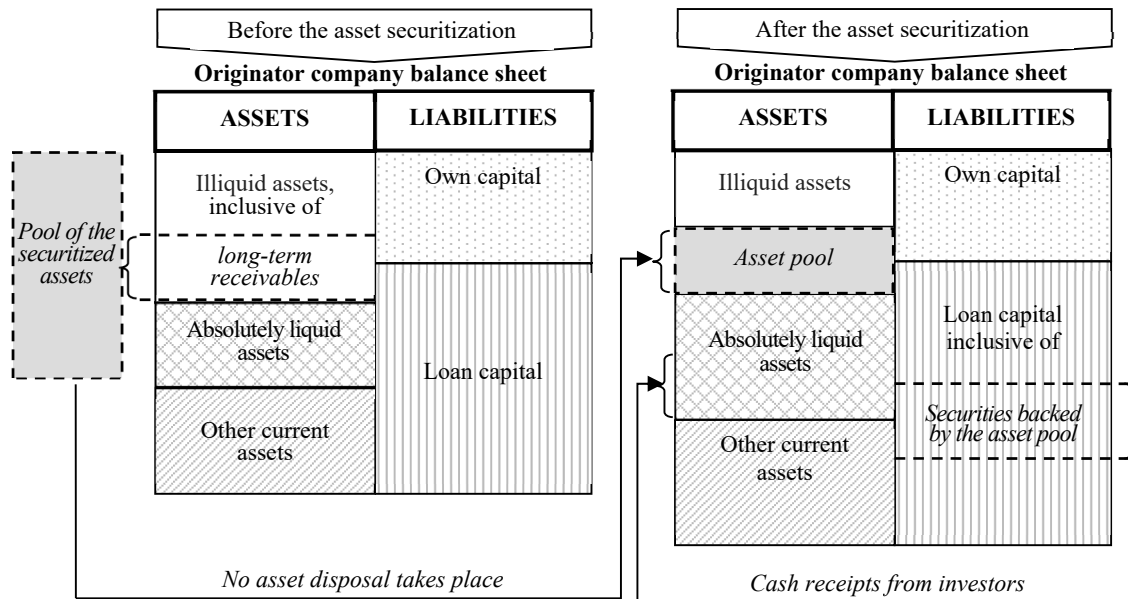 Before the asset securitization
Originator company balance sheet
ASSETS
LIABILITIES
Pool of the
securitized
assets
Illiquid assets,
inclusive of
long-term
receivables
Absolutely liquid
assets
Other current
assets
Own capital
Loan capital
After the asset securitization
Originator company balance sheet
ASSETS
LIABILITIES
Illiquid assets
Asset pool
Absolutely liquid
assets
Other current
assets
Own capital
Loan capital
inclusive of
Securities backed
by the asset pool
No asset disposal takes place
Cash receipts from investors